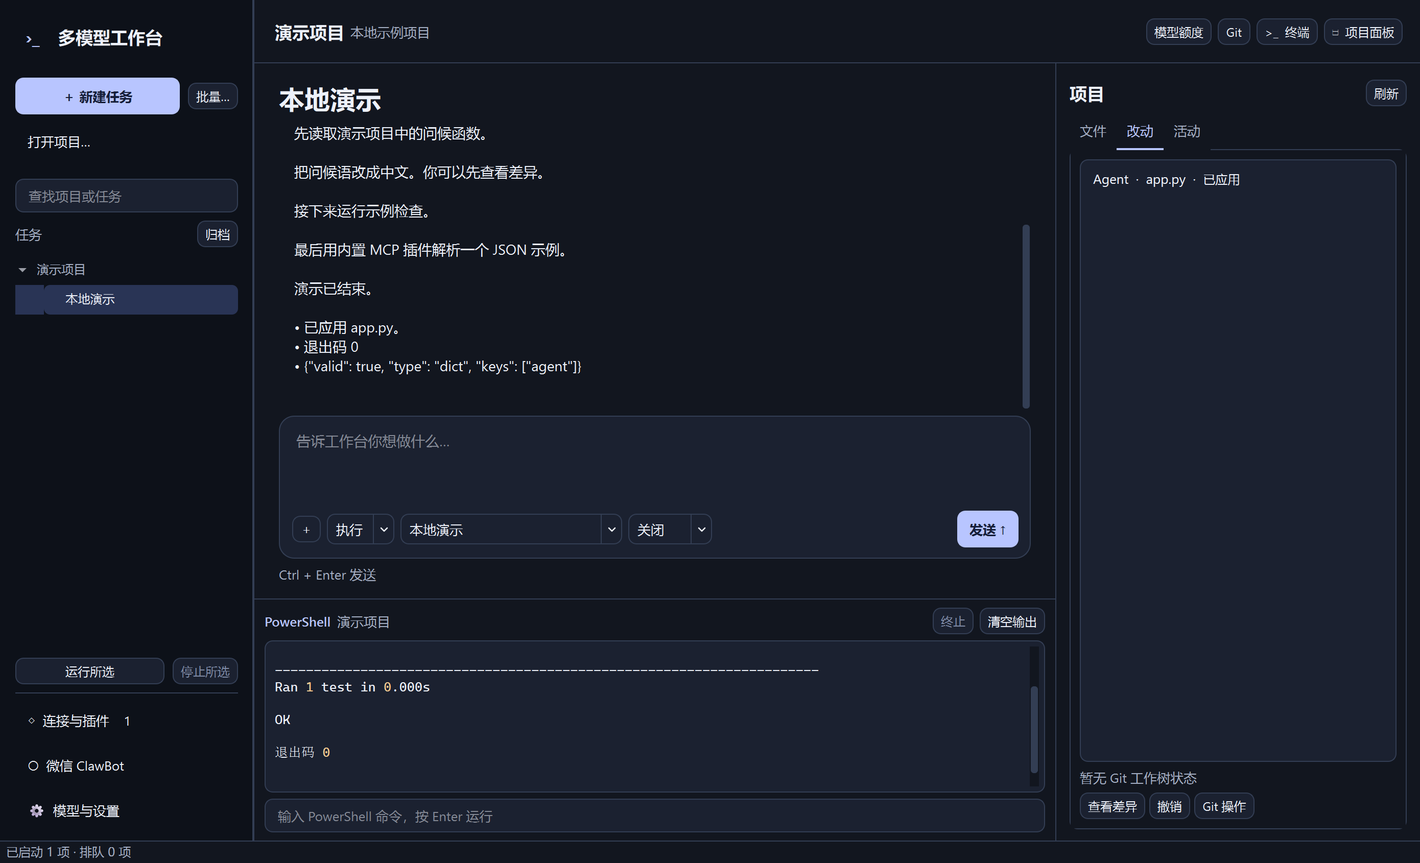 >_ 多模型工作台
+ 新建任务
批量...
打开项目...
查找项目或任务
任务
归档
演示项目
本地演示
运行所选
停止所选
连接与插件 1
微信 ClawBot
模型与设置
已启动 1 项 · 排队 0 项
演示项目 本地示例项目
模型额度
Git
>_ 终端
项目面板
本地演示
先读取演示项目中的问候函数。
把问候语改成中文。你可以先查看差异。
接下来运行示例检查。
最后用内置 MCP 插件解析一个 JSON 示例。
演示已结束。
• 已应用 app.py。
• 退出码 0
• {"valid": true, "type": "dict", "keys": ["agent"]}
告诉工作台你想做什么...
+
执行
本地演示
关闭
发送 ↑
Ctrl + Enter 发送
PowerShell 演示项目
终止
清空输出
----------------------------------------------------------------------
Ran 1 test in 0.000s
OK
退出码 0
输入 PowerShell 命令，按 Enter 运行
项目
刷新
文件
改动
活动
Agent · app.py · 已应用
暂无 Git 工作树状态
查看差异
撤销
Git 操作